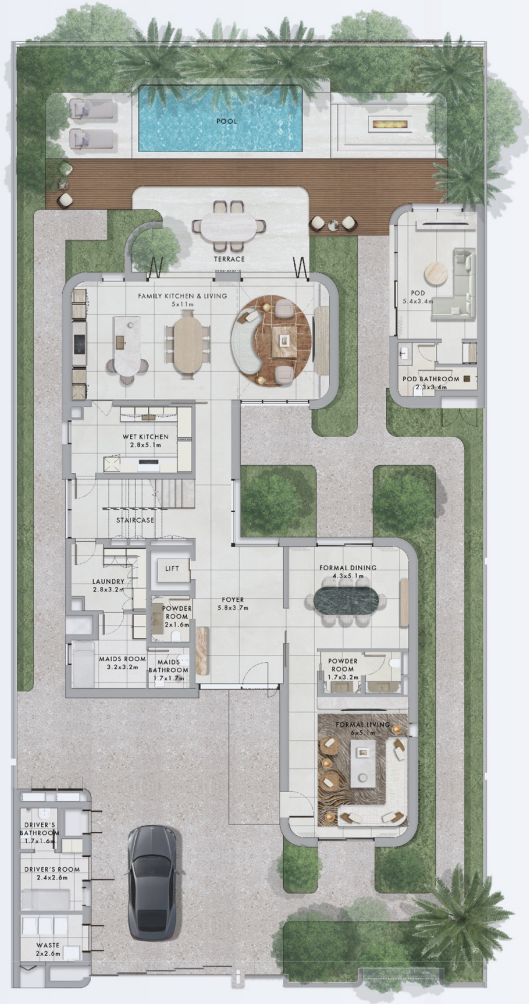 POOL
TERRACE
FAMILY KITCHEN & LIVING
5x11m
POD
5.4x3.4m
POD BATHROOM
2.3x3.4m
WET KITCHEN
2.8x5.1m
STAIRCASE
LIFT
LAUNDRY
2.8x3.2m
POWDER
ROOM
2x1.6m
FOYER
5.8x3.7m
FORMAL DINING
4.3x5.1m
MAIDS ROOM
3.2x3.2m
MAIDS
BATHROOM
1.7x1.7m
POWDER
ROOM
1.7x3.2m
FORMAL LIVING
6x5.1m
DRIVER'S
BATHROOM
1.7x1.6m
DRIVER'S ROOM
2.4x2.6m
WASTE
2x2.6m